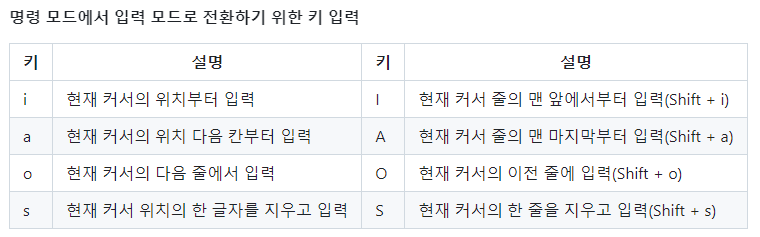 명령 모드에서 입력 모드로 전환하기 위한 키 입력
키 설명 키 설명
i 현재 커서의 위치부터 입력 I 현재 커서 줄의 맨 앞에서부터 입력(Shift + i)
a 현재 커서의 위치 다음 칸부터 입력 A 현재 커서 줄의 맨 마지막부터 입력(Shift + a)
o 현재 커서의 다음 줄에서 입력 O 현재 커서의 이전 줄에 입력(Shift + o)
s 현재 커서 위치의 한 글자를 지우고 입력 S 현재 커서의 한 줄을 지우고 입력(Shift + s)